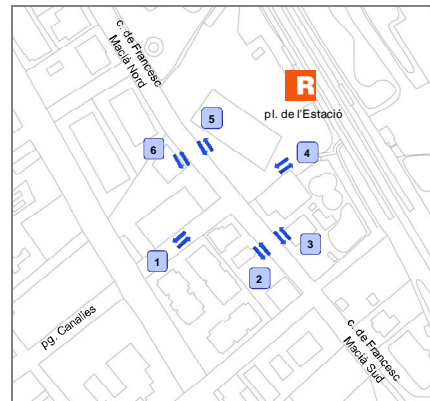 c. de Francesc
Macià Nord
R
pl. de l'Estació
5
6
4
1
3
2
pg. Canalies
c. de Francesc
Macià Sud